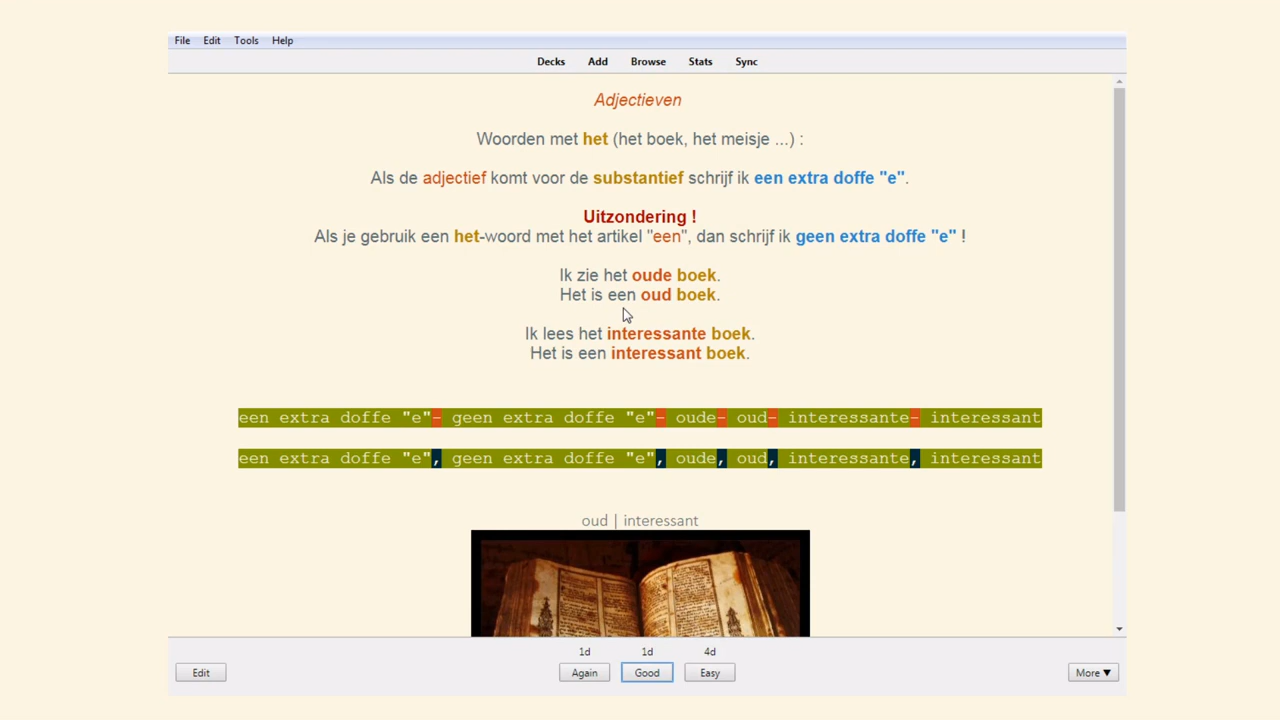 File Edit Tools Help
Decks Add Browse Stats Sync
Adjectieven
Woorden met het (het boek, het meisje ...) :
Als de adjectief komt voor de substantief schrijf ik een extra doffe "e".
Uitzondering !
Als je gebruik een het-woord met het artikel "een", dan schrijf ik geen extra doffe "e" !
Ik zie het oude boek.
Het is een oud boek.
Ik lees het interessante boek.
Het is een interessant boek.
een extra doffe "e"- geen extra doffe "e"- oude- oud- interessante- interessant
een extra doffe "e", geen extra doffe "e", oude, oud, interessante, interessant
oud | interessant
1d 1d 4d
Edit Again Good Easy More ▼